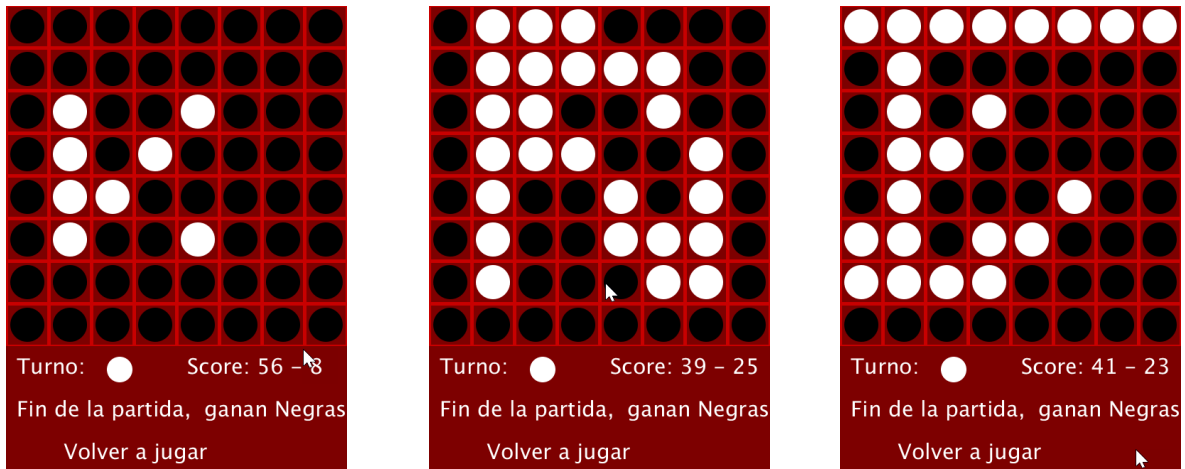 Turno: Score: 56 – 8
Fin de la partida, ganan Negras
Volver a jugar
Turno: Score: 39 – 25
Fin de la partida, ganan Negras
Volver a jugar
Turno: Score: 41 – 23
Fin de la partida, ganan Negras
Volver a jugar